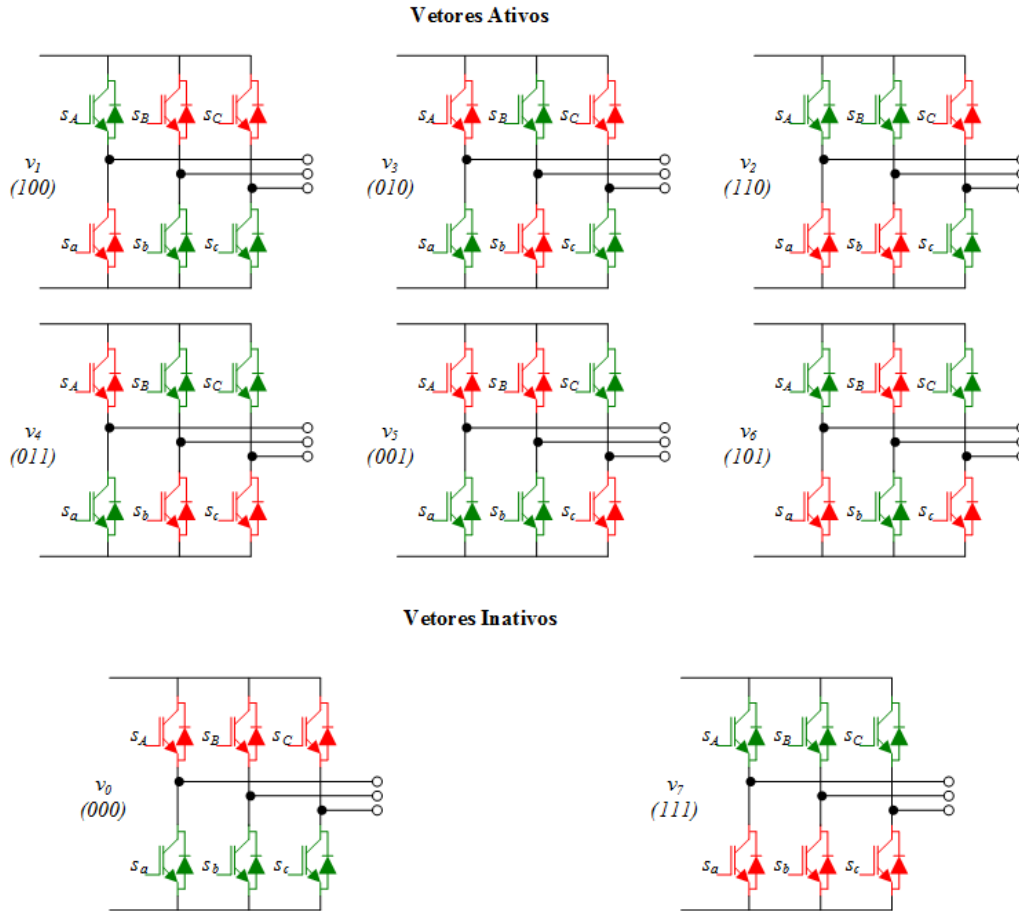 Vetores Ativos
s_A s_B s_C
v_1
(100)
s_a s_b s_c
s_A s_B s_C
v_3
(010)
s_a s_b s_c
s_A s_B s_C
v_2
(110)
s_a s_b s_c
s_A s_B s_C
v_4
(011)
s_a s_b s_c
s_A s_B s_C
v_5
(001)
s_a s_b s_c
s_A s_B s_C
v_6
(101)
s_a s_b s_c
Vetores Inativos
s_A s_B s_C
v_0
(000)
s_a s_b s_c
s_A s_B s_C
v_7
(111)
s_a s_b s_c